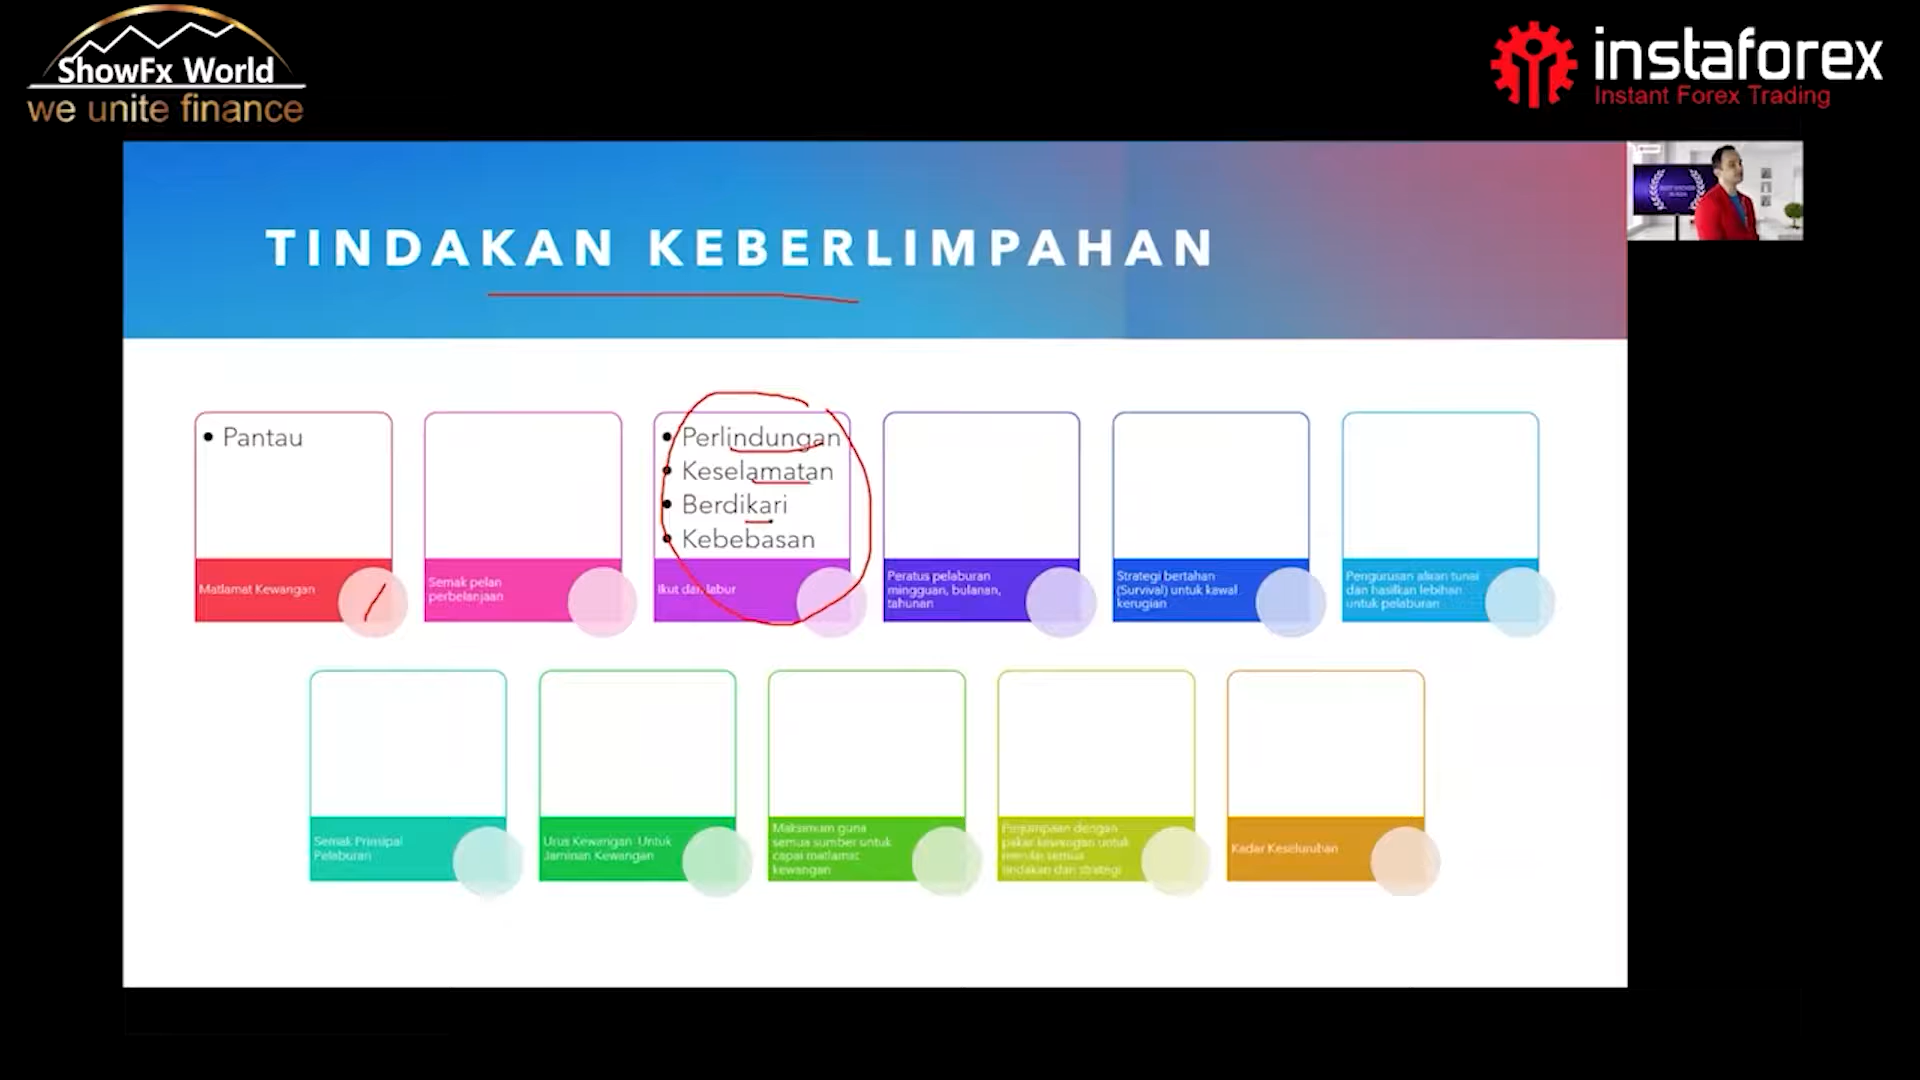 ShowFx World
we unite finance
instaforex
Instant Forex Trading
TINDAKAN KEBERLIMPAHAN
• Pantau
Matlamat Kewangan
Semak pelan
perbelanjaan
• Perlindungan
• Keselamatan
• Berdikari
• Kebebasan
Ikut dan labur
Peratus pelaburan
mingguan, bulanan,
tahunan
Strategi bertahan
(Survival) untuk kawal
kerugian
Pengurusan aliran tunai
dan hasilkan lebihan
untuk pelaburan
Semak Prinsipal
Pelaburan
Urus Kewangan Untuk
Jaminan Kewangan
Maksimum guna
semua sumber untuk
capai matlamat
kewangan
Perjumpaan dengan
pakar kewangan untuk
menilai semua
tindakan dan strategi
Kadar Keseluruhan